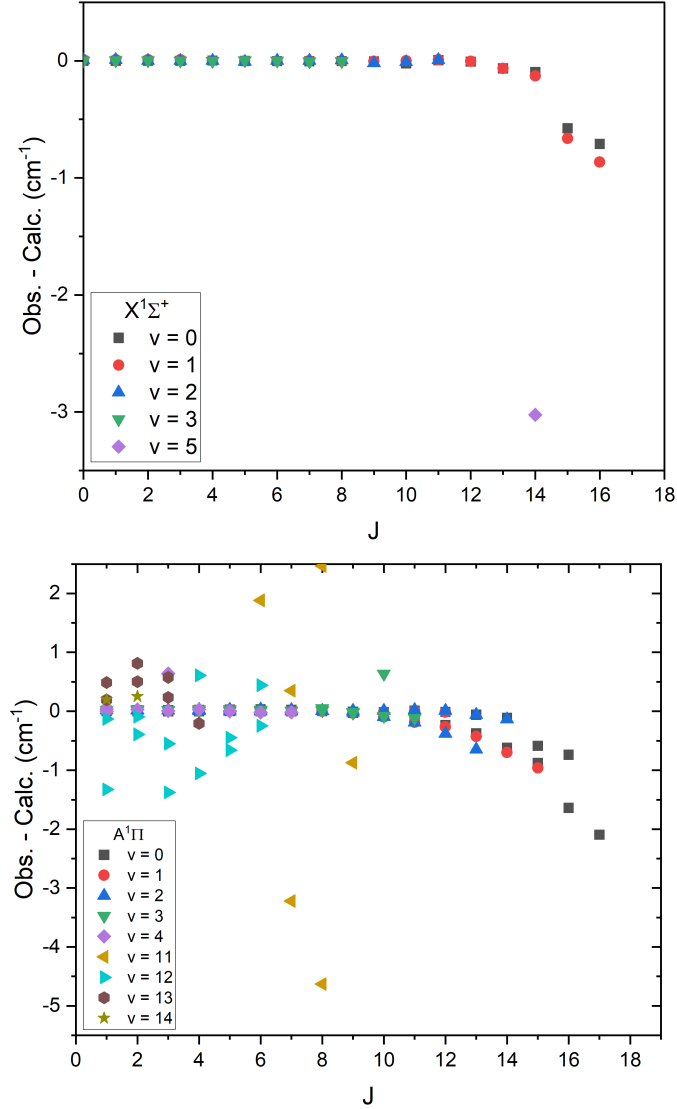 Obs. - Calc. (cm⁻¹)
0
-1
-2
-3
X¹Σ⁺
v = 0
v = 1
v = 2
v = 3
v = 5
0 2 4 6 8 10 12 14 16 18
J
Obs. - Calc. (cm⁻¹)
2
1
0
-1
-2
-3
-4
-5
A¹Π
v = 0
v = 1
v = 2
v = 3
v = 4
v = 11
v = 12
v = 13
v = 14
0 2 4 6 8 10 12 14 16 18
J